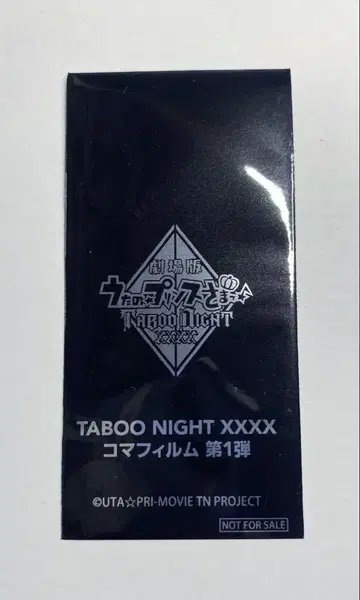 劇場版
うたの☆プリンスさまっ♪
TABOO NIGHT
XXXX
TABOO NIGHT XXXX
コマフィルム 第1弾
©UTA☆PRI-MOVIE TN PROJECT
NOT FOR SALE